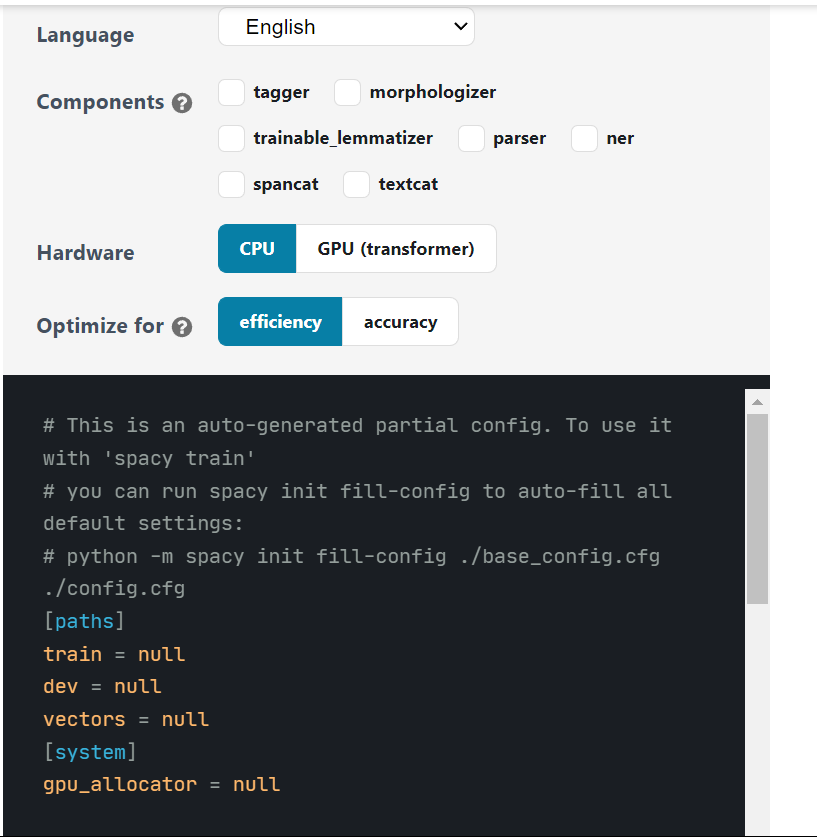 Language English
Components ? tagger morphologizer
trainable_lemmatizer parser ner
spancat textcat
Hardware CPU GPU (transformer)
Optimize for ? efficiency accuracy
# This is an auto-generated partial config. To use it
with 'spacy train'
# you can run spacy init fill-config to auto-fill all
default settings:
# python -m spacy init fill-config ./base_config.cfg
./config.cfg
[paths]
train = null
dev = null
vectors = null
[system]
gpu_allocator = null